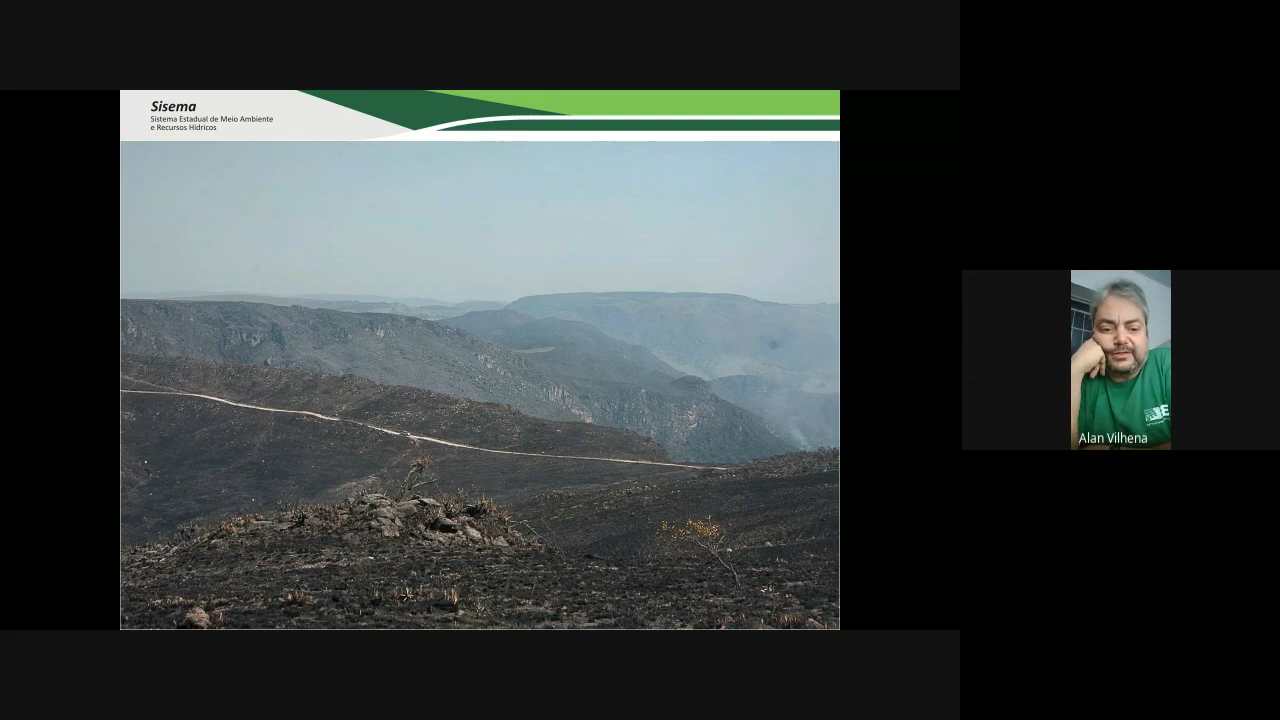 Sisema
Sistema Estadual de Meio Ambiente
e Recursos Hídricos
Alan Vilhena